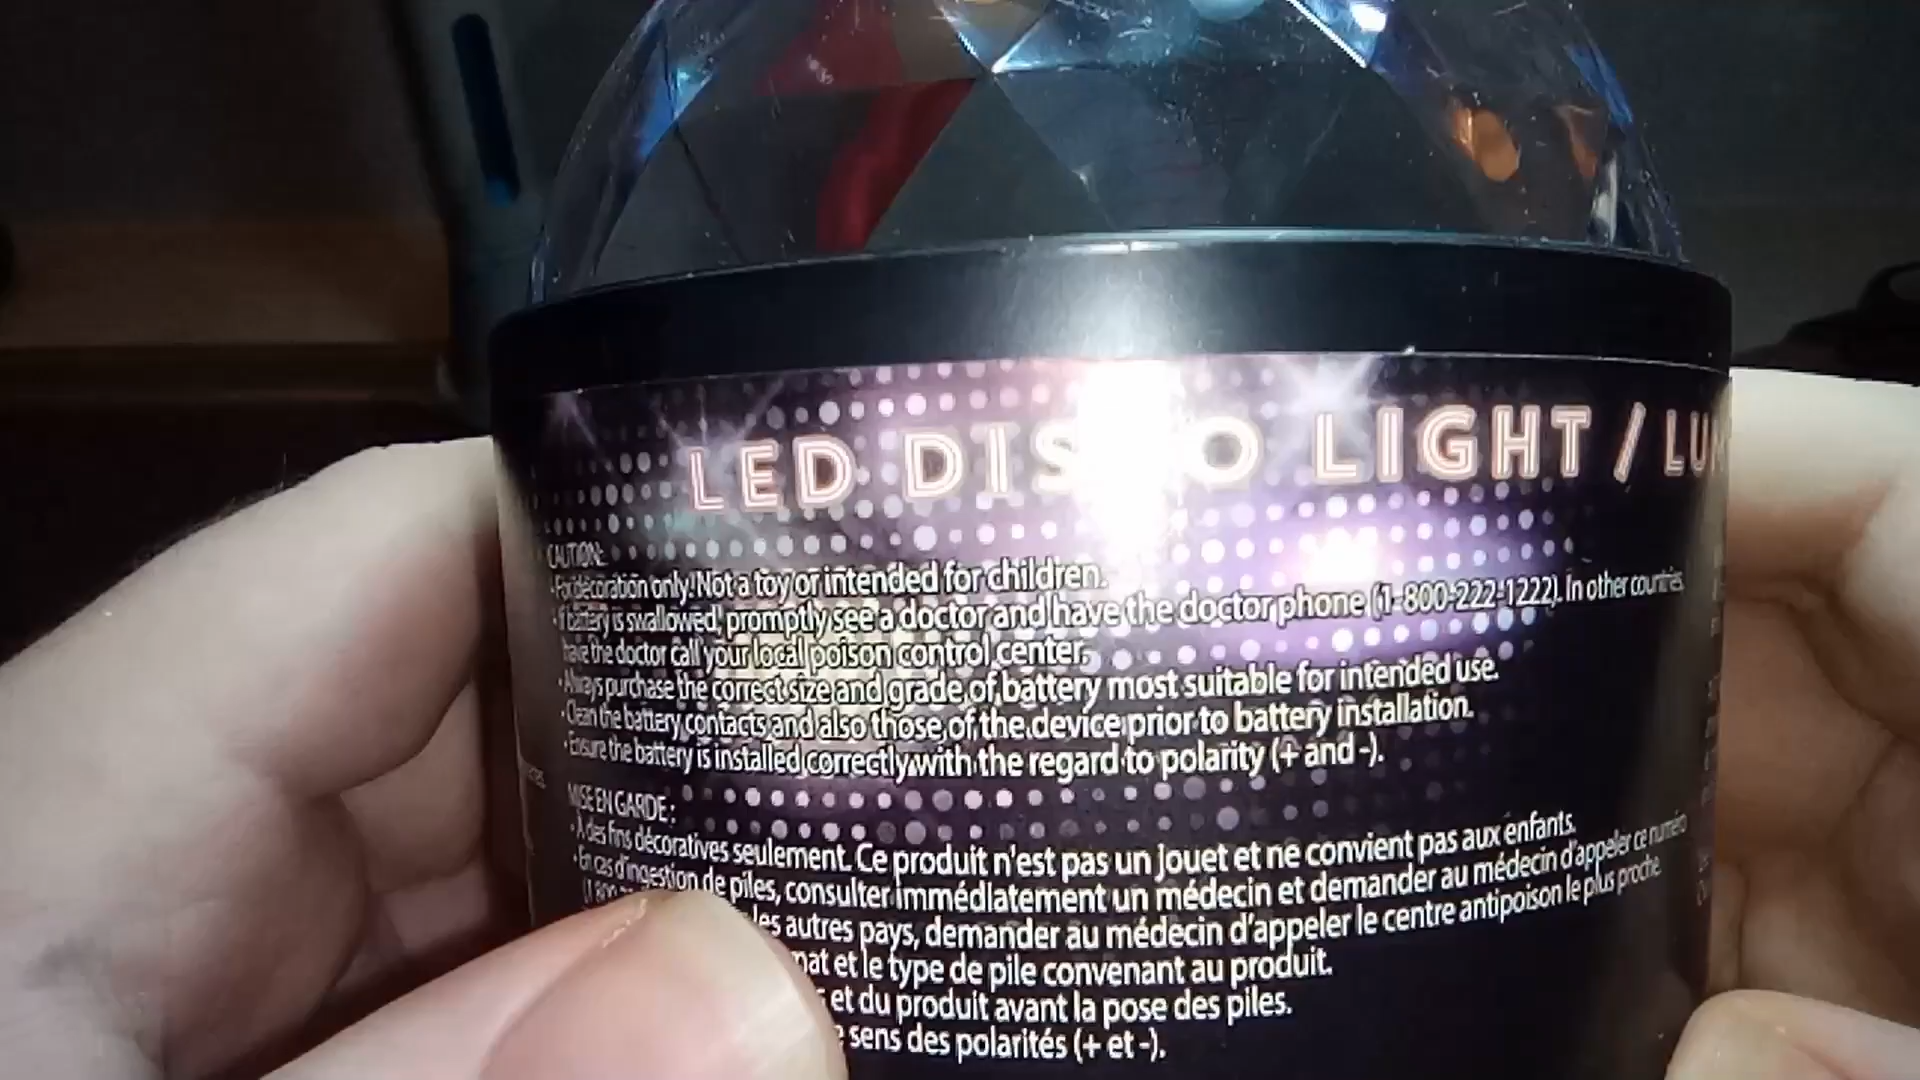 LED DISCO LIGHT / LUM
CAUTION:
· For decoration only! Not a toy or intended for children.
· If battery is swallowed, promptly see a doctor and have the doctor phone (1-800-222-1222). In other countries,
have the doctor call your local poison control center.
· Always purchase the correct size and grade of battery most suitable for intended use.
· Clean the battery contacts and also those of the device prior to battery installation.
· Ensure the battery is installed correctly with the regard to polarity (+ and -).
MISE EN GARDE :
· À des fins décoratives seulement. Ce produit n'est pas un jouet et ne convient pas aux enfants.
· En cas d'ingestion de piles, consulter immédiatement un médecin et demander au médecin d'appeler ce numéro
(1 800 les autres pays, demander au médecin d'appeler le centre antipoison le plus proche.
et le type de pile convenant au produit.
et du produit avant la pose des piles.
sens des polarités (+ et -).